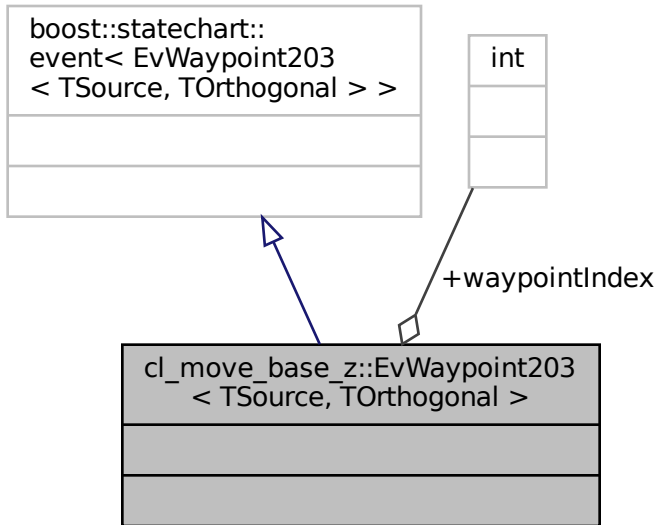 boost::statechart::
event< EvWaypoint203
< TSource, TOrthogonal > >
int
+waypointIndex
cl_move_base_z::EvWaypoint203
< TSource, TOrthogonal >